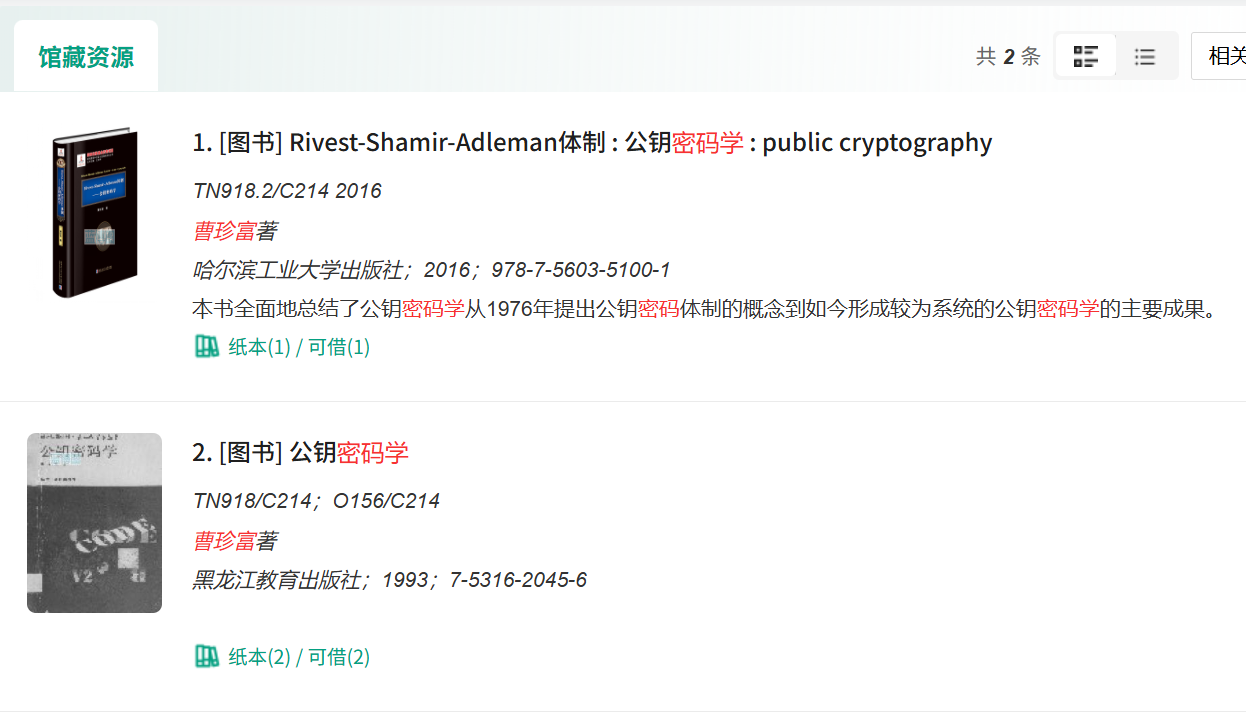 馆藏资源
共 2 条
相关
1. [图书] Rivest-Shamir-Adleman体制 : 公钥密码学 : public cryptography
TN918.2/C214 2016
曹珍富著
哈尔滨工业大学出版社；2016；978-7-5603-5100-1
本书全面地总结了公钥密码学从1976年提出公钥密码体制的概念到如今形成较为系统的公钥密码学的主要成果。
纸本(1) / 可借(1)
公钥密码学
CODE
V2
2. [图书] 公钥密码学
TN918/C214；O156/C214
曹珍富著
黑龙江教育出版社；1993；7-5316-2045-6
纸本(2) / 可借(2)